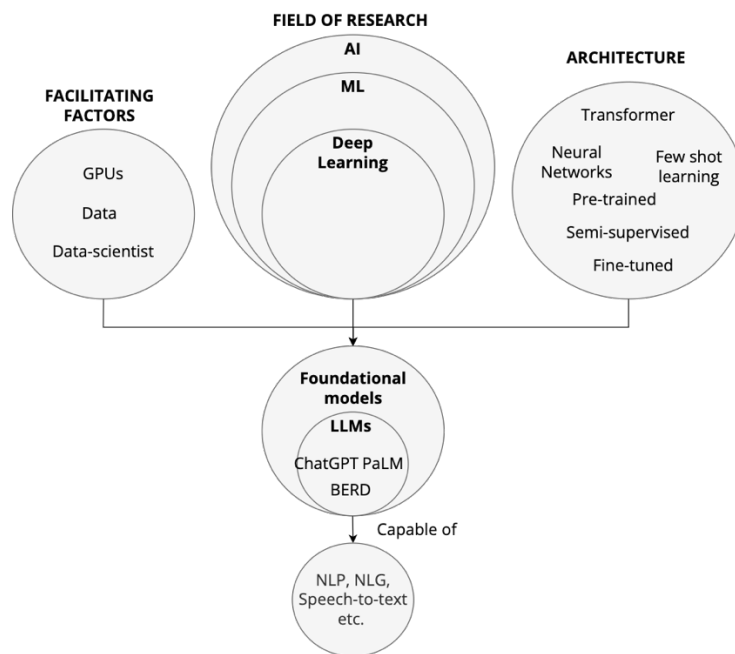 FIELD OF RESEARCH
AI
ML
Deep
Learning
FACILITATING
FACTORS
GPUs
Data
Data-scientist
ARCHITECTURE
Transformer
Neural
Networks
Few shot
learning
Pre-trained
Semi-supervised
Fine-tuned
Foundational
models
LLMs
ChatGPT PaLM
BERD
Capable of
NLP, NLG,
Speech-to-text
etc.